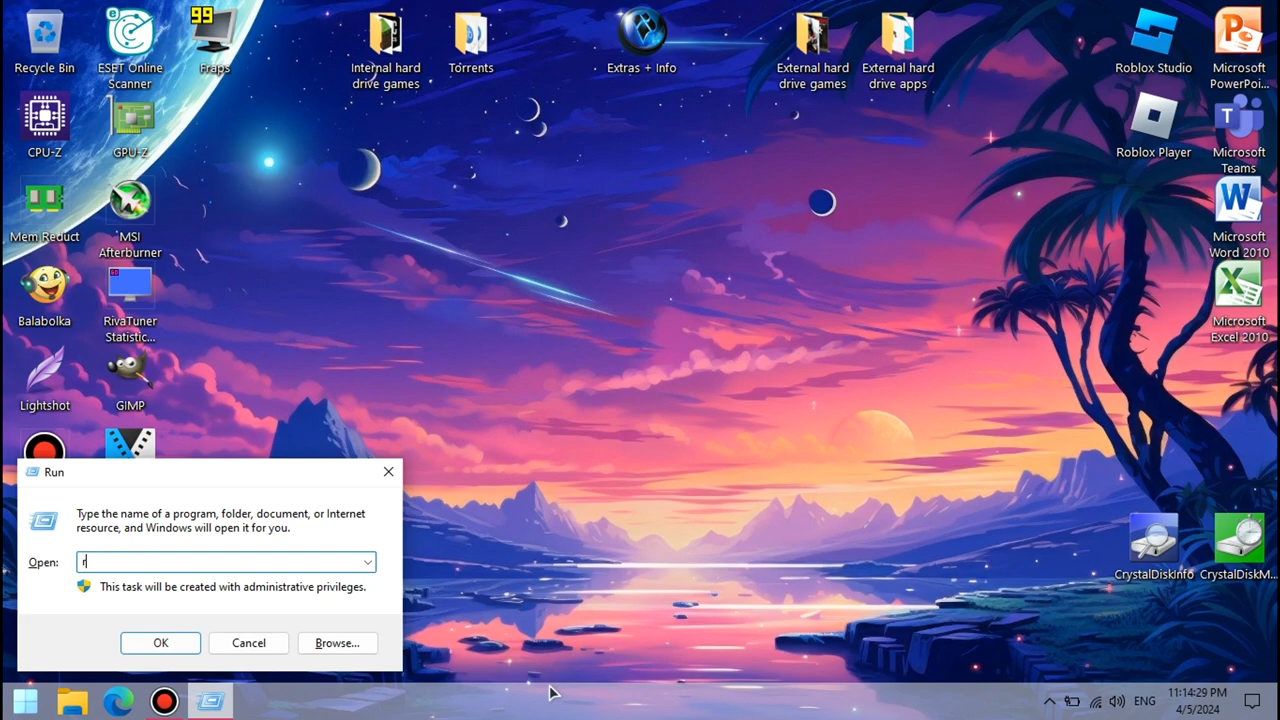 99
Recycle Bin
ESET Online
Scanner
Fraps
Internal hard
drive games
Torrents
Extras + Info
External hard
drive games
External hard
drive apps
Roblox Studio
Microsoft
PowerPoi...
CPU-Z
GPU-Z
Roblox Player
Microsoft
Teams
Mem Reduct
MSI
Afterburner
Microsoft
Word 2010
Balabolka
RivaTuner
Statistic...
Microsoft
Excel 2010
Lightshot
GIMP
CrystalDiskInfo
CrystalDiskM...
Run
Type the name of a program, folder, document, or Internet
resource, and Windows will open it for you.
Open:
r
This task will be created with administrative privileges.
OK
Cancel
Browse...
ENG
11:14:29 PM
4/5/2024